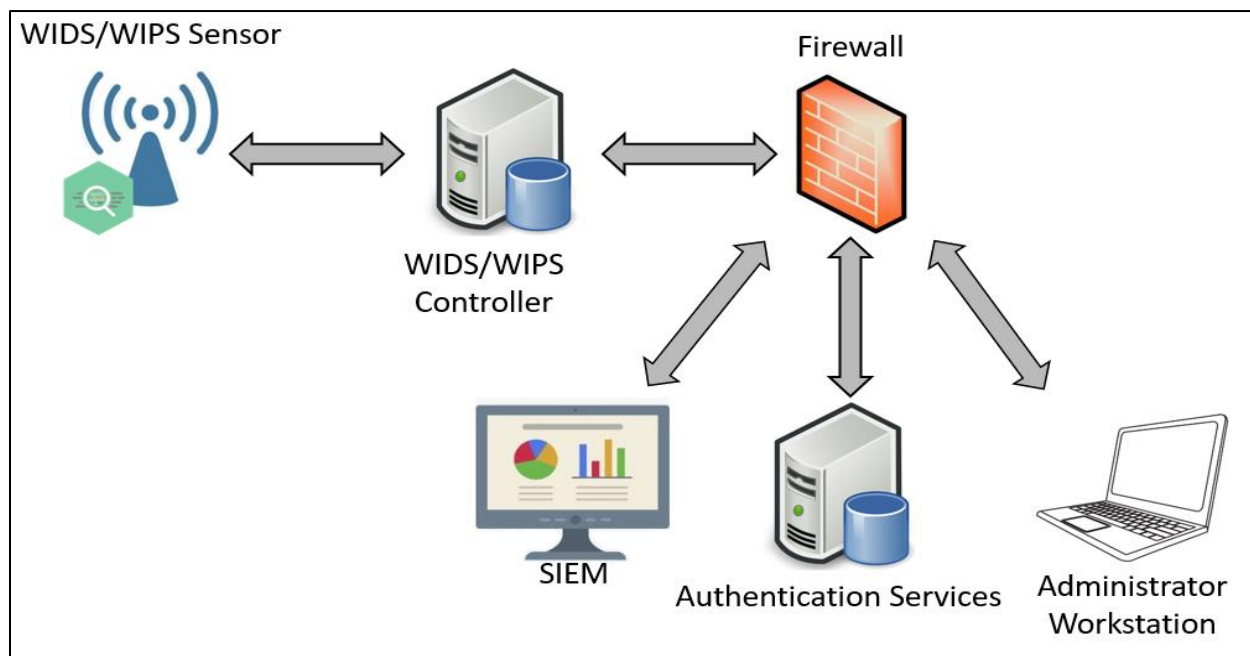 WIDS/WIPS Sensor
Firewall
WIDS/WIPS
Controller
SIEM
Authentication Services
Administrator
Workstation